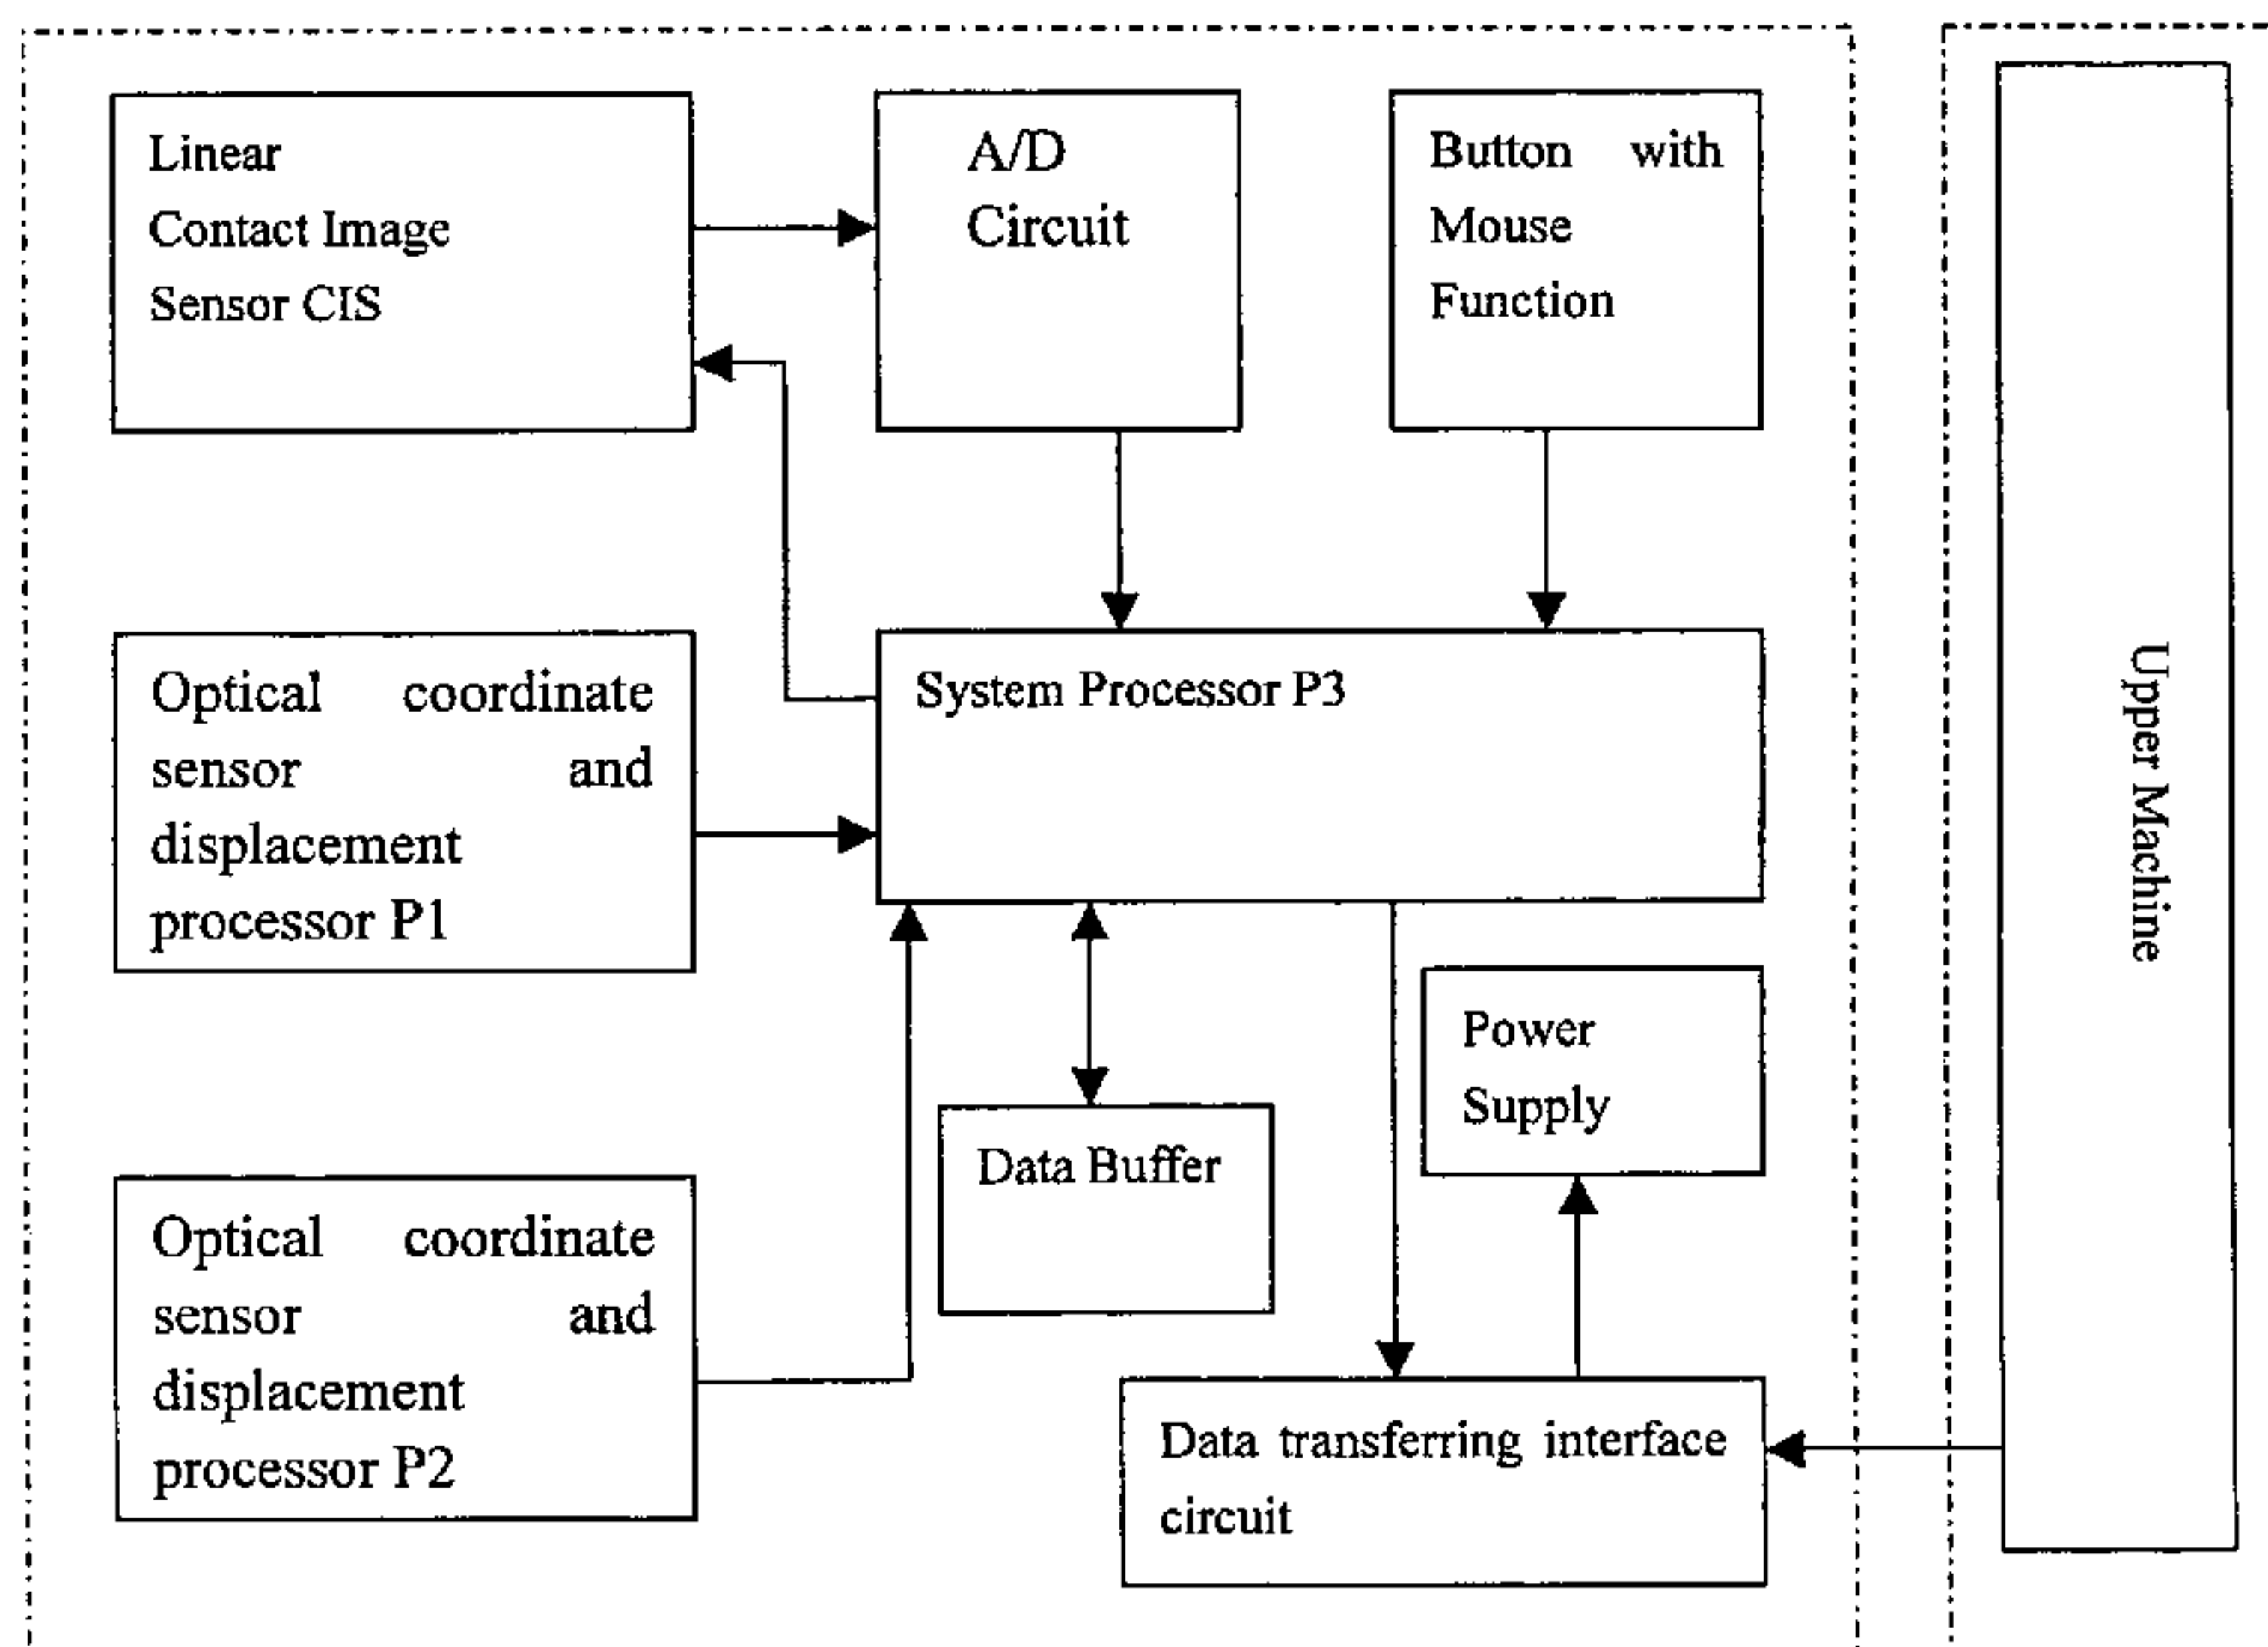 Linear
Contact Image
Sensor CIS
A/D
Circuit
Button with
Mouse
Function
Optical coordinate
sensor and
displacement
processor P1
System Processor P3
Upper Machine
Power
Supply
Data Buffer
Optical coordinate
sensor and
displacement
processor P2
Data transferring interface
circuit